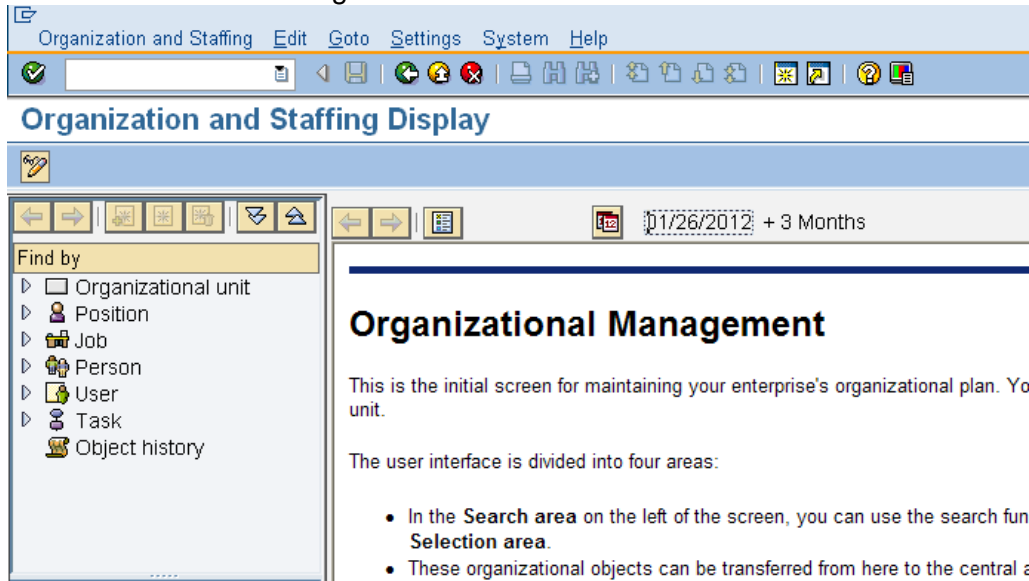 Organization and Staffing Edit Goto Settings System Help
Organization and Staffing Display
01/26/2012 + 3 Months
Find by
Organizational unit
Position
Job
Person
User
Task
Object history
Organizational Management
This is the initial screen for maintaining your enterprise's organizational plan.
unit.
The user interface is divided into four areas:
• In the Search area on the left of the screen, you can use the search
Selection area.
• These organizational objects can be transferred from here to the central